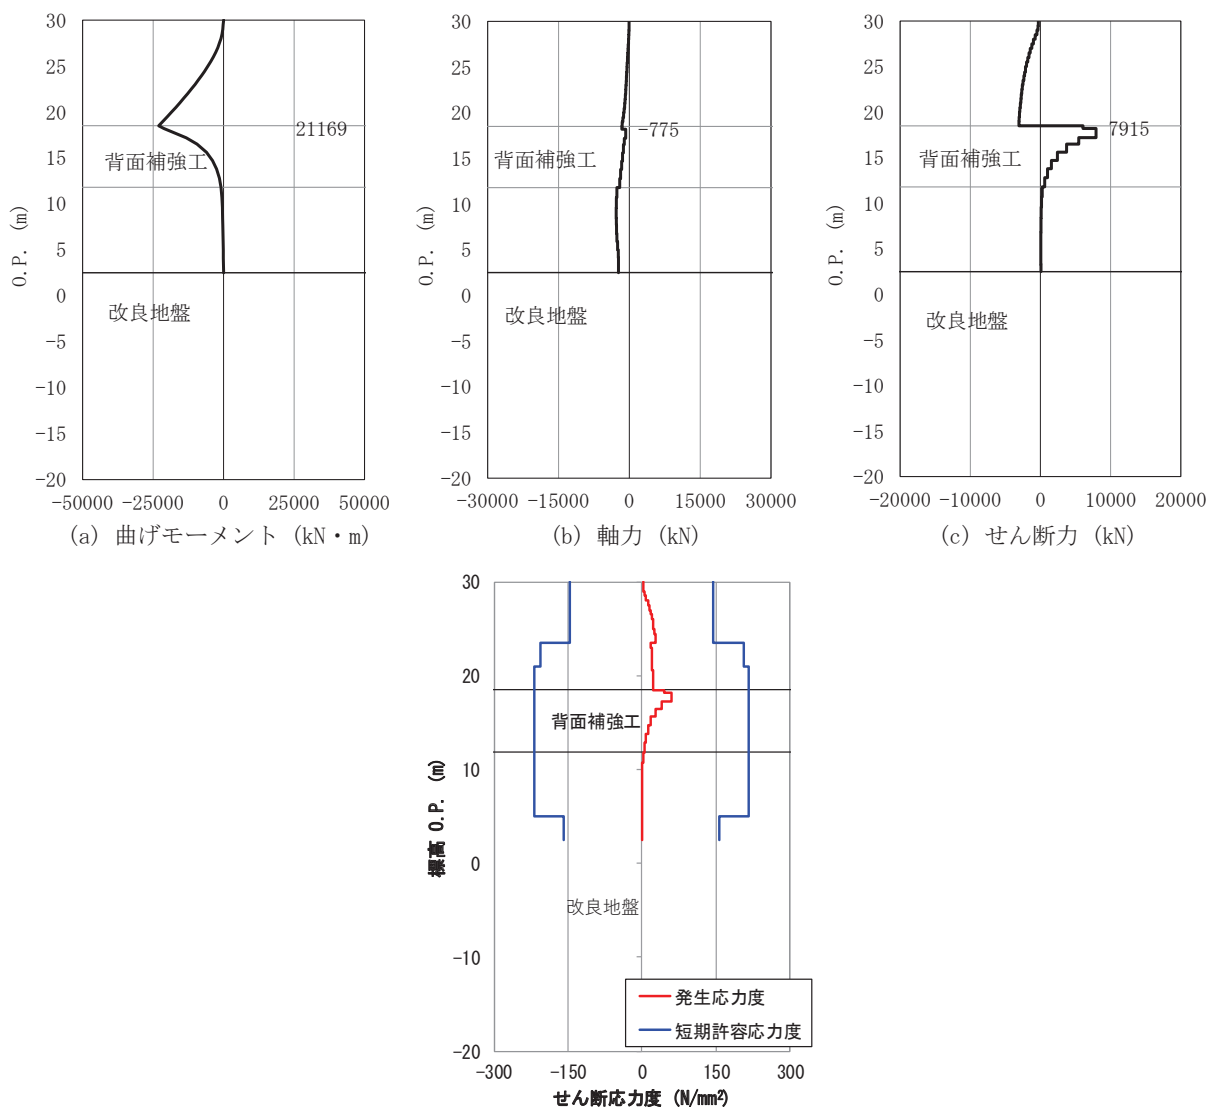 30
25
20
15
10
5
0
-5
-10
-15
-20
O.P. (m)
21169
背面補強工
改良地盤
-50000 -25000 0 25000 50000
(a) 曲げモーメント (kN・m)
30
25
20
15
10
5
0
-5
-10
-15
-20
O.P. (m)
-775
背面補強工
改良地盤
-30000 -15000 0 15000 30000
(b) 軸力 (kN)
30
25
20
15
10
5
0
-5
-10
-15
-20
O.P. (m)
7915
背面補強工
改良地盤
-20000 -10000 0 10000 20000
(c) せん断力 (kN)
30
20
10
0
-10
-20
標高 O.P. (m)
背面補強工
改良地盤
発生応力度
短期許容応力度
-300 -150 0 150 300
せん断応力度 (N/mm²)